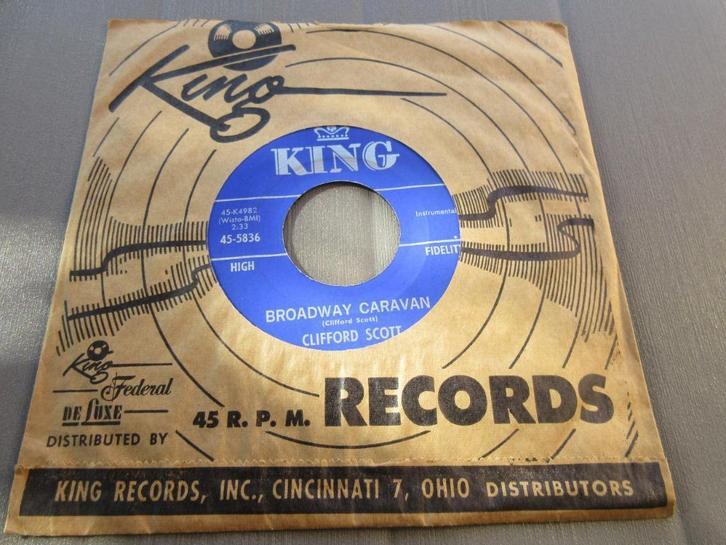 King
KING
45-K4982
(Wisto-BMI)
2:33
45-5836
Instrumental
HIGH FIDELIT
BROADWAY CARAVAN
(Clifford Scott)
CLIFFORD SCOTT
King
Federal
DE LUXE
DISTRIBUTED BY
45 R. P. M. RECORDS
KING RECORDS, INC., CINCINNATI 7, OHIO DISTRIBUTORS